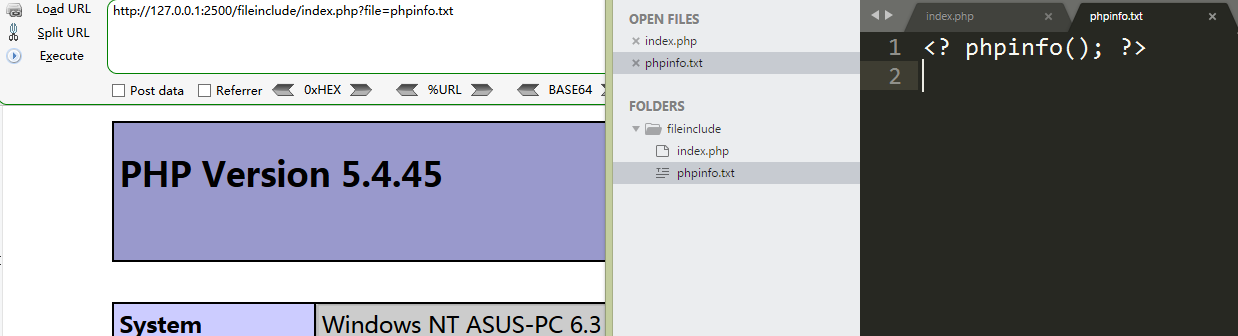 Load URL
http://127.0.0.1:2500/fileinclude/index.php?file=phpinfo.txt
Split URL
Execute
Post data Referrer 0xHEX %URL BASE64
PHP Version 5.4.45
System Windows NT ASUS-PC 6.3
OPEN FILES
index.php
phpinfo.txt
FOLDERS
fileinclude
index.php
phpinfo.txt
index.php phpinfo.txt
1 <? phpinfo(); ?>
2